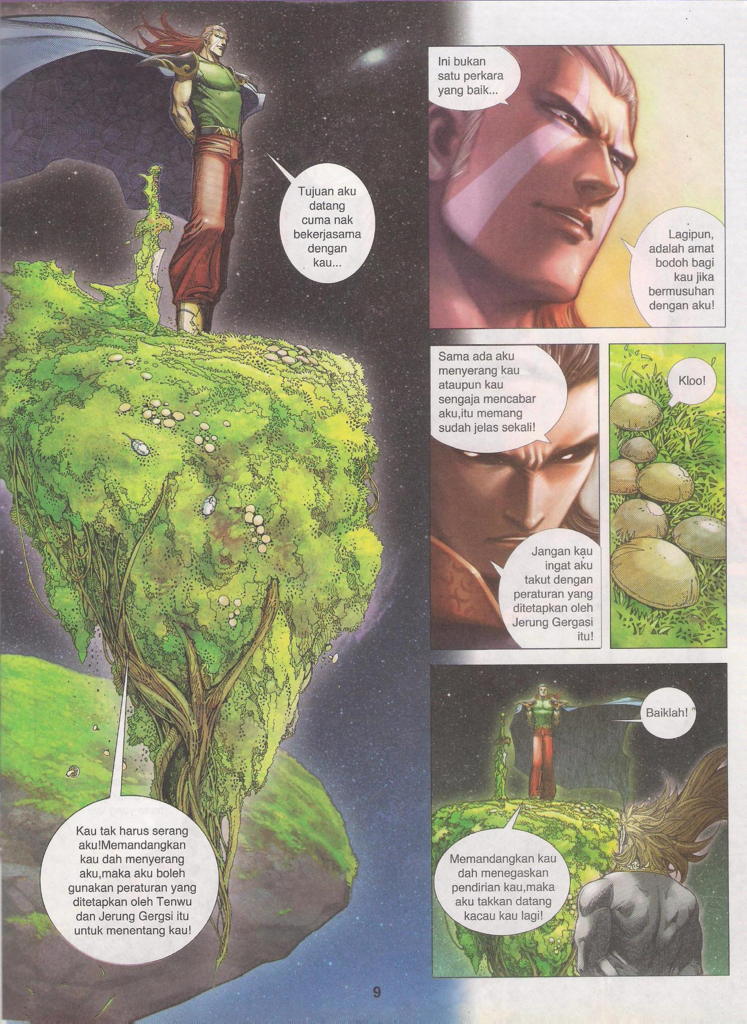 Tujuan aku
datang
cuma nak
bekerjasama
dengan
kau...
Kau tak harus serang
aku!Memandangkan
kau dah menyerang
aku,maka aku boleh
gunakan peraturan yang
ditetapkan oleh Tenwu
dan Jerung Gergsi itu
untuk menentang kau!
Ini bukan
satu perkara
yang baik...
Lagipun,
adalah amat
bodoh bagi
kau jika
bermusuhan
dengan aku!
Sama ada aku
menyerang kau
ataupun kau
sengaja mencabar
aku,itu memang
sudah jelas sekali!
Jangan kau
ingat aku
takut dengan
peraturan yang
ditetapkan oleh
Jerung Gergasi
itu!
Kloo!
Baiklah!
Memandangkan kau
dah menegaskan
pendirian kau,maka
aku takkan datang
kacau kau lagi!
9